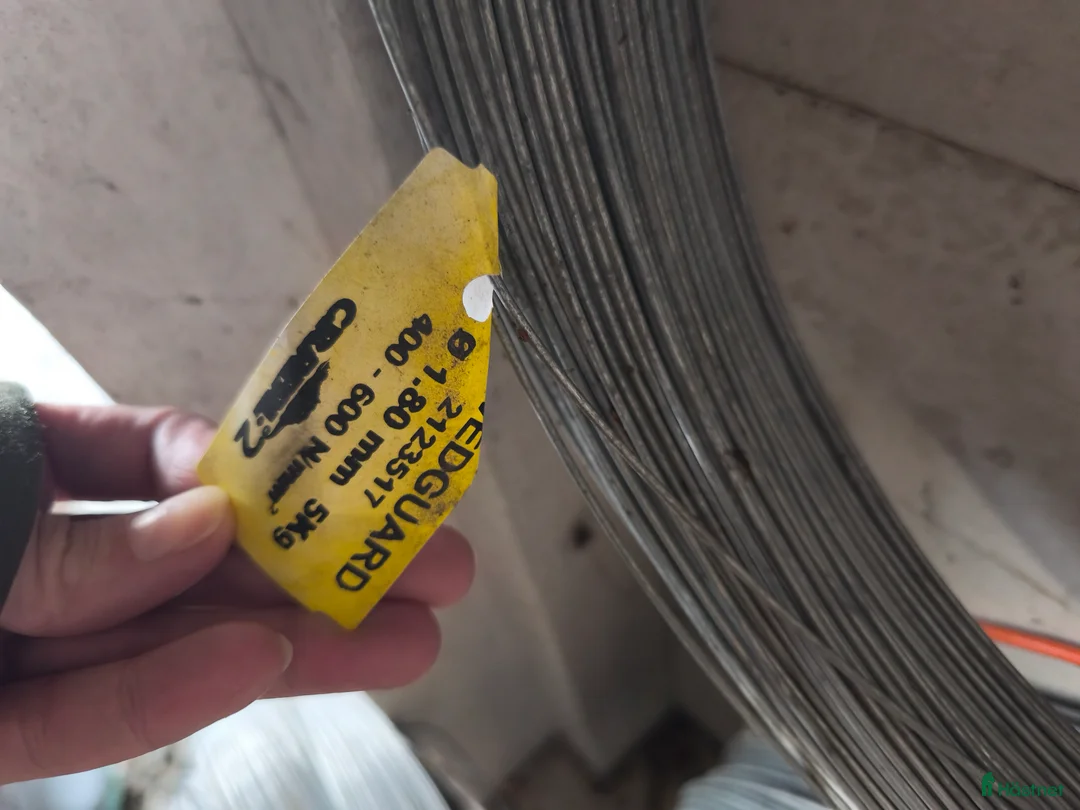 EDGUARD
2123517
Ø 1.80 mm 5Kg
400 - 600 N/mm²